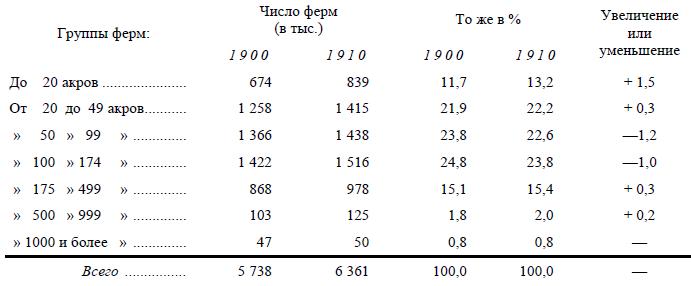 Группы ферм: Число ферм (в тыс.) То же в % Увеличение или уменьшение
1900 1910 1900 1910
До 20 акров ...................... 674 839 11,7 13,2 + 1,5
От 20 до 49 акров........... 1 258 1 415 21,9 22,2 + 0,3
» 50 » 99 » .............. 1 366 1 438 23,8 22,6 —1,2
» 100 » 174 » .............. 1 422 1 516 24,8 23,8 —1,0
» 175 » 499 » .............. 868 978 15,1 15,4 + 0,3
» 500 » 999 » .............. 103 125 1,8 2,0 + 0,2
» 1000 и более » .............. 47 50 0,8 0,8 —
Всего ................ 5 738 6 361 100,0 100,0 —